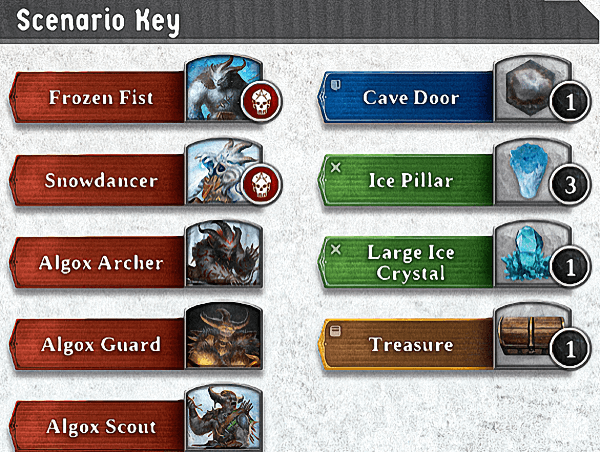 Scenario Key
Frozen Fist
Snowdancer
Algox Archer
Algox Guard
Algox Scout
Cave Door
1
Ice Pillar
3
Large Ice
Crystal
1
Treasure
1